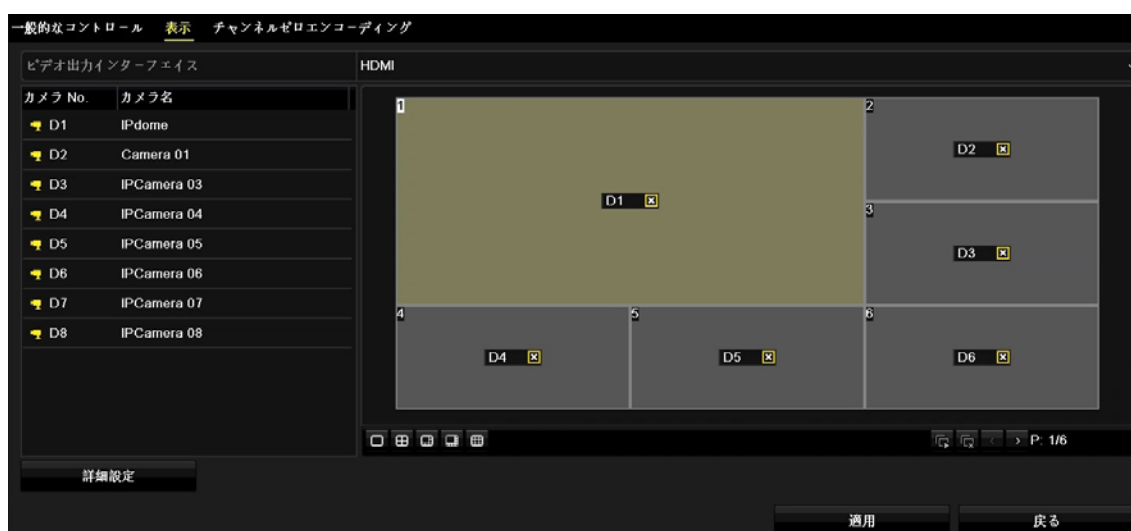 一般的なコントロール 表示 チャンネルゼロエンコーディング
ビデオ出力インターフェイス HDMI
カメラ No. カメラ名
D1 IPdome
D2 Camera 01
D3 IPCamera 03
D4 IPCamera 04
D5 IPCamera 05
D6 IPCamera 06
D7 IPCamera 07
D8 IPCamera 08
1
D1
2
D2
3
D3
4
D4
5
D5
6
D6
P: 1/6
詳細設定
適用 戻る